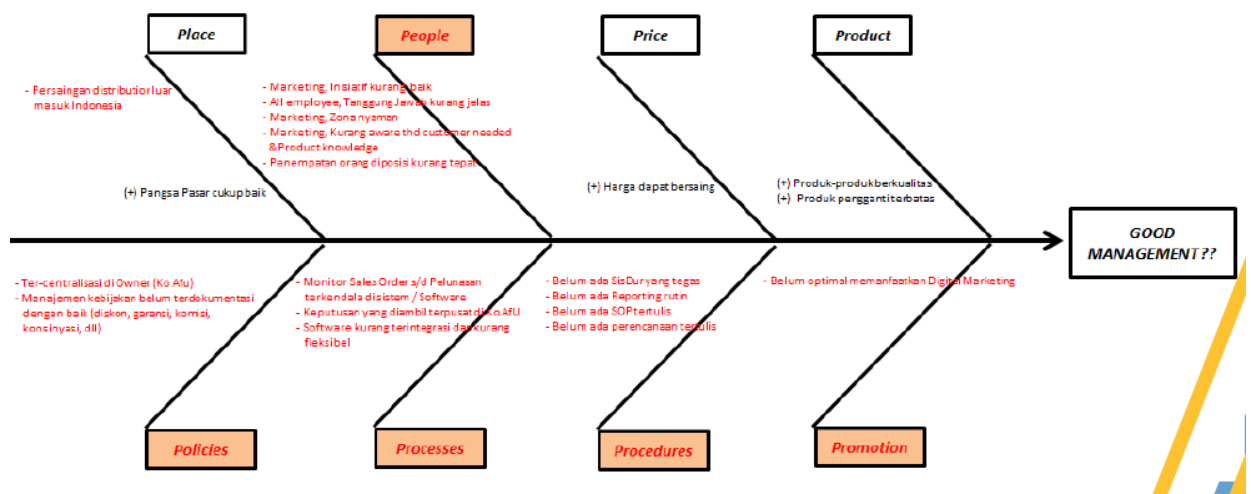 Place
People
Price
Product
- Persaingan distributior luar
masuk Indonesia
- Marketing, Inisiatif kurang baik
- All employee, Tanggung Jawab kurang jelas
- Marketing, Zona nyaman
- Marketing, Kurang aware thd customer needed
&Product knowledge
- Penempatan orang diposisi kurang tepat
(+) Pangsa Pasar cukup baik
(+) Harga dapat bersaing
(+) Produk-produk berkualitas
(+) Produk pengganti terbatas
GOOD
MANAGEMENT??
- Ter-centralisasi di Owner (Ko Afu)
- Manajemen kebijakan belum terdokumentasi
dengan baik (diskon, garansi, komisi,
konsinyasi, dll)
- Monitor Sales Order s/d Pelunasan
terkendala disistem / Software
- Keputusan yang diambil terpusat di Ko AfU
- Software kurang terintegrasi dan kurang
fleksibel
- Belum ada SisDur yang tegas
- Belum ada Reporting rutin
- Belum ada SOP tertulis
- Belum ada perencanaan tertulis
- Belum optimal memanfaatkan Digital Marketing
Policies
Processes
Procedures
Promotion